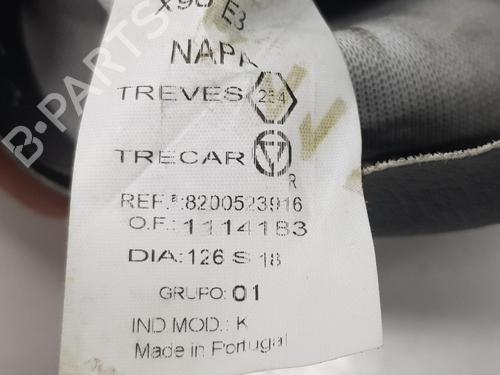 X90 E3
NAPA
TREVES 254
TRECAR
R
REF.ª:8200523916
O.F.:1114183
DIA:126 S 18
GRUPO:01
IND MOD.: K
Made in Portugal